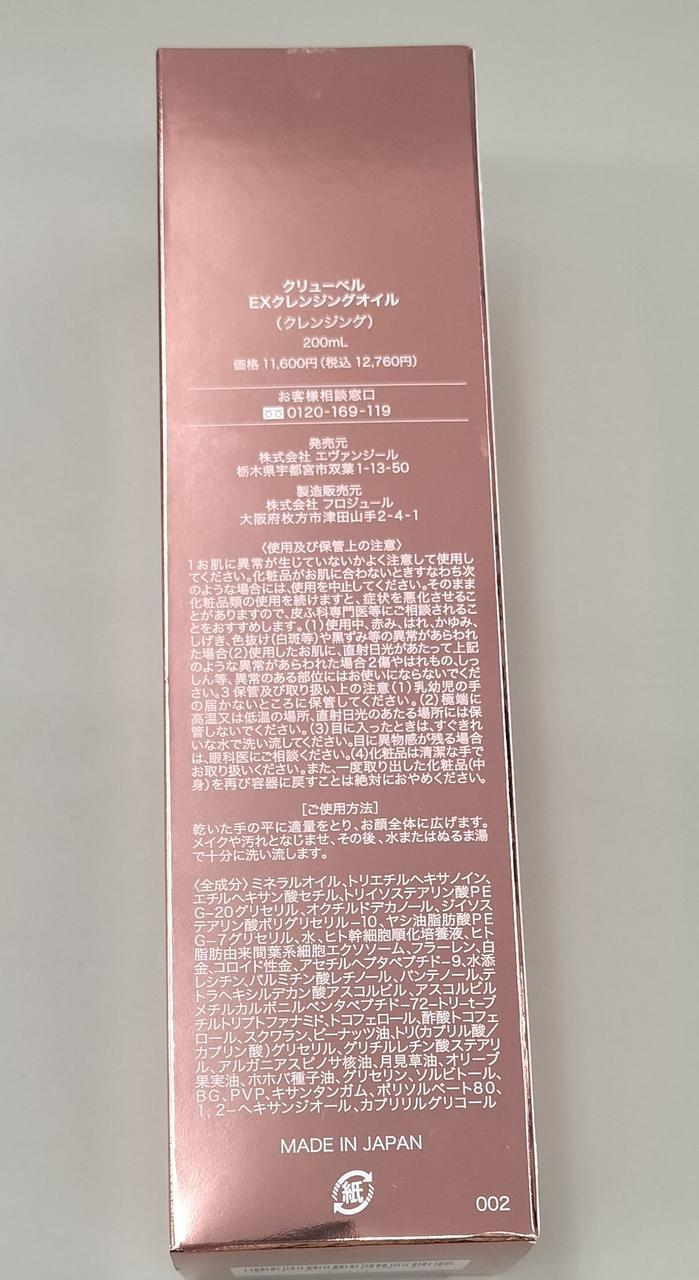 クリューベル
EXクレンジングオイル
(クレンジング)
200mL
価格 11,600円(税込 12,760円)
お客様相談窓口
0120-169-119
発売元
株式会社 エヴァンジール
栃木県宇都宮市双葉1-13-50
製造販売元
株式会社 フロジュール
大阪府枚方市津田山手2-4-1
〈使用及び保管上の注意〉
1お肌に異常が生じていないかよく注意して使用し
てください。化粧品がお肌に合わないときすなわち次
のような場合には、使用を中止してください。そのまま
化粧品類の使用を続けますと、症状を悪化させるこ
とがありますので、皮ふ科専門医等にご相談されるこ
とをおすすめします。(1)使用中、赤み、はれ、かゆみ、
しげき、色抜け(白斑等)や黒ずみ等の異常があらわれ
た場合(2)使用したお肌に、直射日光があたって上記
のような異常があらわれた場合2傷やはれもの、しっ
しん等、異常のある部位にはお使いにならないでくだ
さい。3 保管及び取り扱い上の注意(1)乳幼児の手
の届かないところに保管してください。(2)極端に
高温又は低温の場所、直射日光のあたる場所には保
管しないでください。(3)目に入ったときは、すぐきれ
いな水で洗い流してください。目に異物感が残る場合
は、眼科医にご相談ください。(4)化粧品は清潔な手で
お取り扱いください。また、一度取り出した化粧品(中
身)を再び容器に戻すことは絶対におやめください。
[ご使用方法]
乾いた手の平に適量をとり、お顔全体に広げます。
メイクや汚れとなじませ、その後、水またはぬるま湯
で十分に洗い流します。
〈全成分〉ミネラルオイル、トリエチルヘキサノイン、
エチルヘキサン酸セチル、トリイソステアリン酸PE
G-20グリセリル、オクチルドデカノール、ジイソス
テアリン酸ポリグリセリル-10、ヤシ油脂肪酸PE
G-7グリセリル、水、ヒト幹細胞順化培養液、ヒト
脂肪由来間葉系細胞エクソソーム、フラーレン、白
金、コロイド性金、アセチルヘプタペプチド-9、水添
レシチン、パルミチン酸レチノール、パンテノール、テ
トラヘキシルデカン酸アスコルビル、アスコルビル
メチルカルボニルペンタペプチド-72-トリ-t-ブ
チルトリプトファナミド、トコフェロール、酢酸トコフェ
ロール、スクワラン、ピーナッツ油、トリ(カプリル酸/
カプリン酸)グリセリル、グリチルレチン酸ステアリ
ル、アルガニアスピノサ核油、月見草油、オリーブ
果実油、ホホバ種子油、グリセリン、ソルビトール、
BG、PVP、キサンタンガム、ポリソルベート80、
1,2-ヘキサンジオール、カプリリルグリコール
MADE IN JAPAN
紙
002